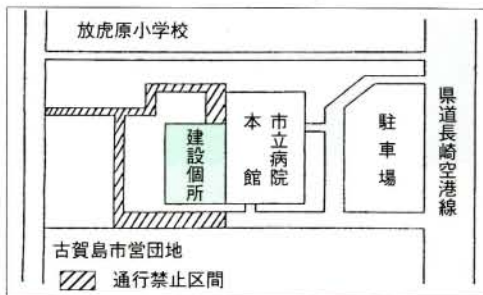 放虎原小学校
県道長崎空港線
駐車場
市立病院
本館
建設個所
古賀島市営団地
通行禁止区間